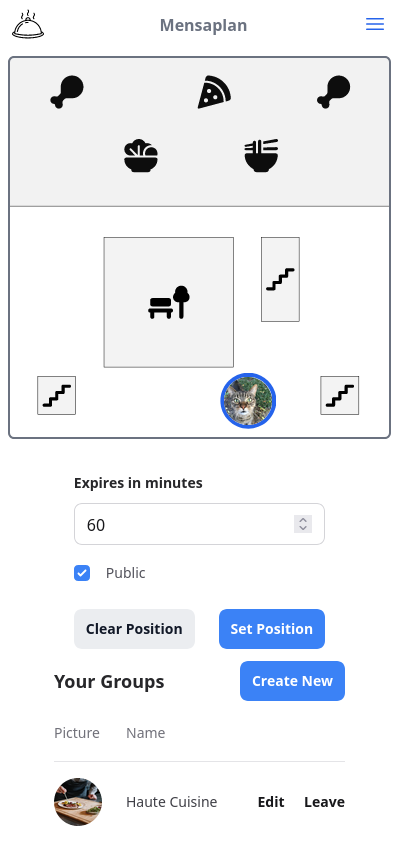 Mensaplan
Expires in minutes
60
Public
Clear Position Set Position
Your Groups Create New
Picture Name
Haute Cuisine Edit Leave